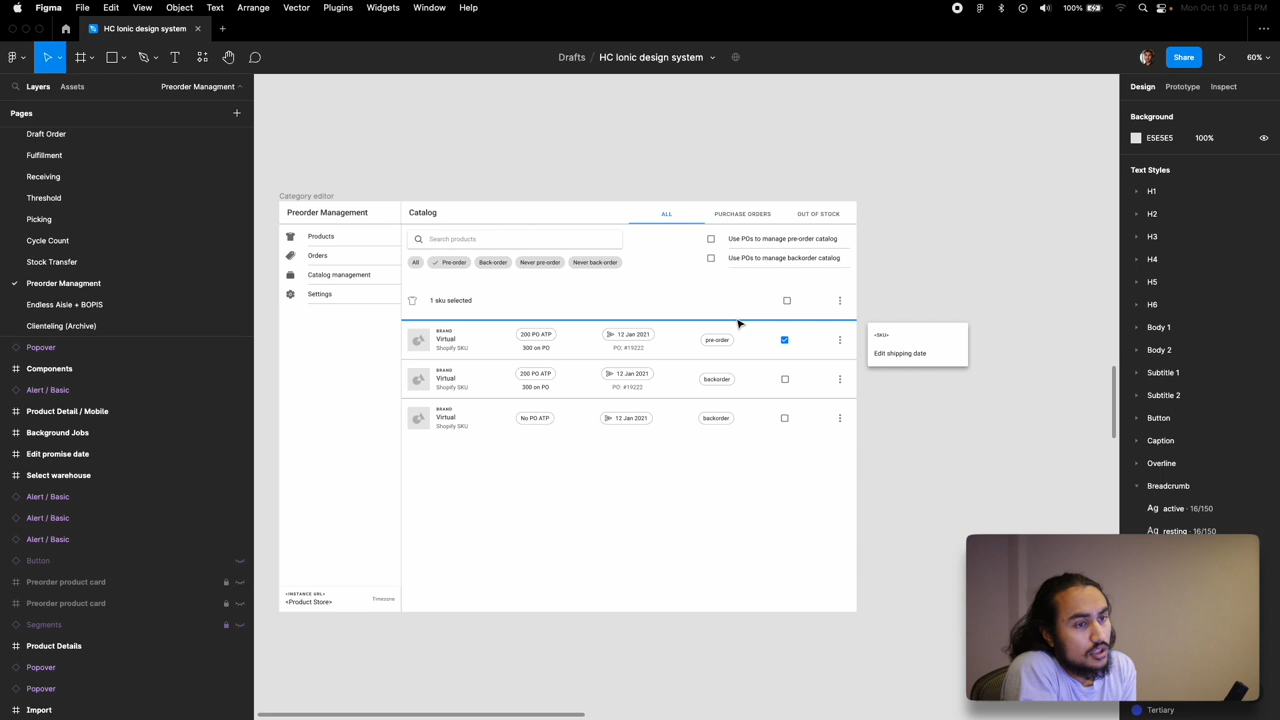 Figma File Edit View Object Text Arrange Vector Plugins Widgets Window Help
100% Mon Oct 10 9:54 PM
HC Ionic design system
Drafts / HC Ionic design system
Share
60%
Layers Assets Preorder Managment
Pages
Draft Order
Fulfillment
Receiving
Threshold
Picking
Cycle Count
Stock Transfer
Preorder Managment
Endless Aisle + BOPIS
Clienteling (Archive)
Popover
Components
Alert / Basic
Product Detail / Mobile
Background Jobs
Edit promise date
Select warehouse
Alert / Basic
Alert / Basic
Alert / Basic
Button
Preorder product card
Preorder product card
Segments
Product Details
Popover
Popover
Import
Category editor
Preorder Management
Products
Orders
Catalog management
Settings
<INSTANCE URL>
<Product Store>
Timezone
Catalog
ALL PURCHASE ORDERS OUT OF STOCK
Search products
Use POs to manage pre-order catalog
All Pre-order Back-order Never pre-order Never back-order
Use POs to manage backorder catalog
1 sku selected
BRAND
Virtual
Shopify SKU
200 PO ATP
300 on PO
12 Jan 2021
PO: #19222
pre-order
BRAND
Virtual
Shopify SKU
200 PO ATP
300 on PO
12 Jan 2021
PO: #19222
backorder
BRAND
Virtual
Shopify SKU
No PO ATP
12 Jan 2021
backorder
<SKU>
Edit shipping date
Design Prototype Inspect
Background
E5E5E5 100%
Text Styles
H1
H2
H3
H4
H5
H6
Body 1
Body 2
Subtitle 1
Subtitle 2
Button
Caption
Overline
Breadcrumb
Ag active · 16/150
Ag resting · 16/150
Tertiary